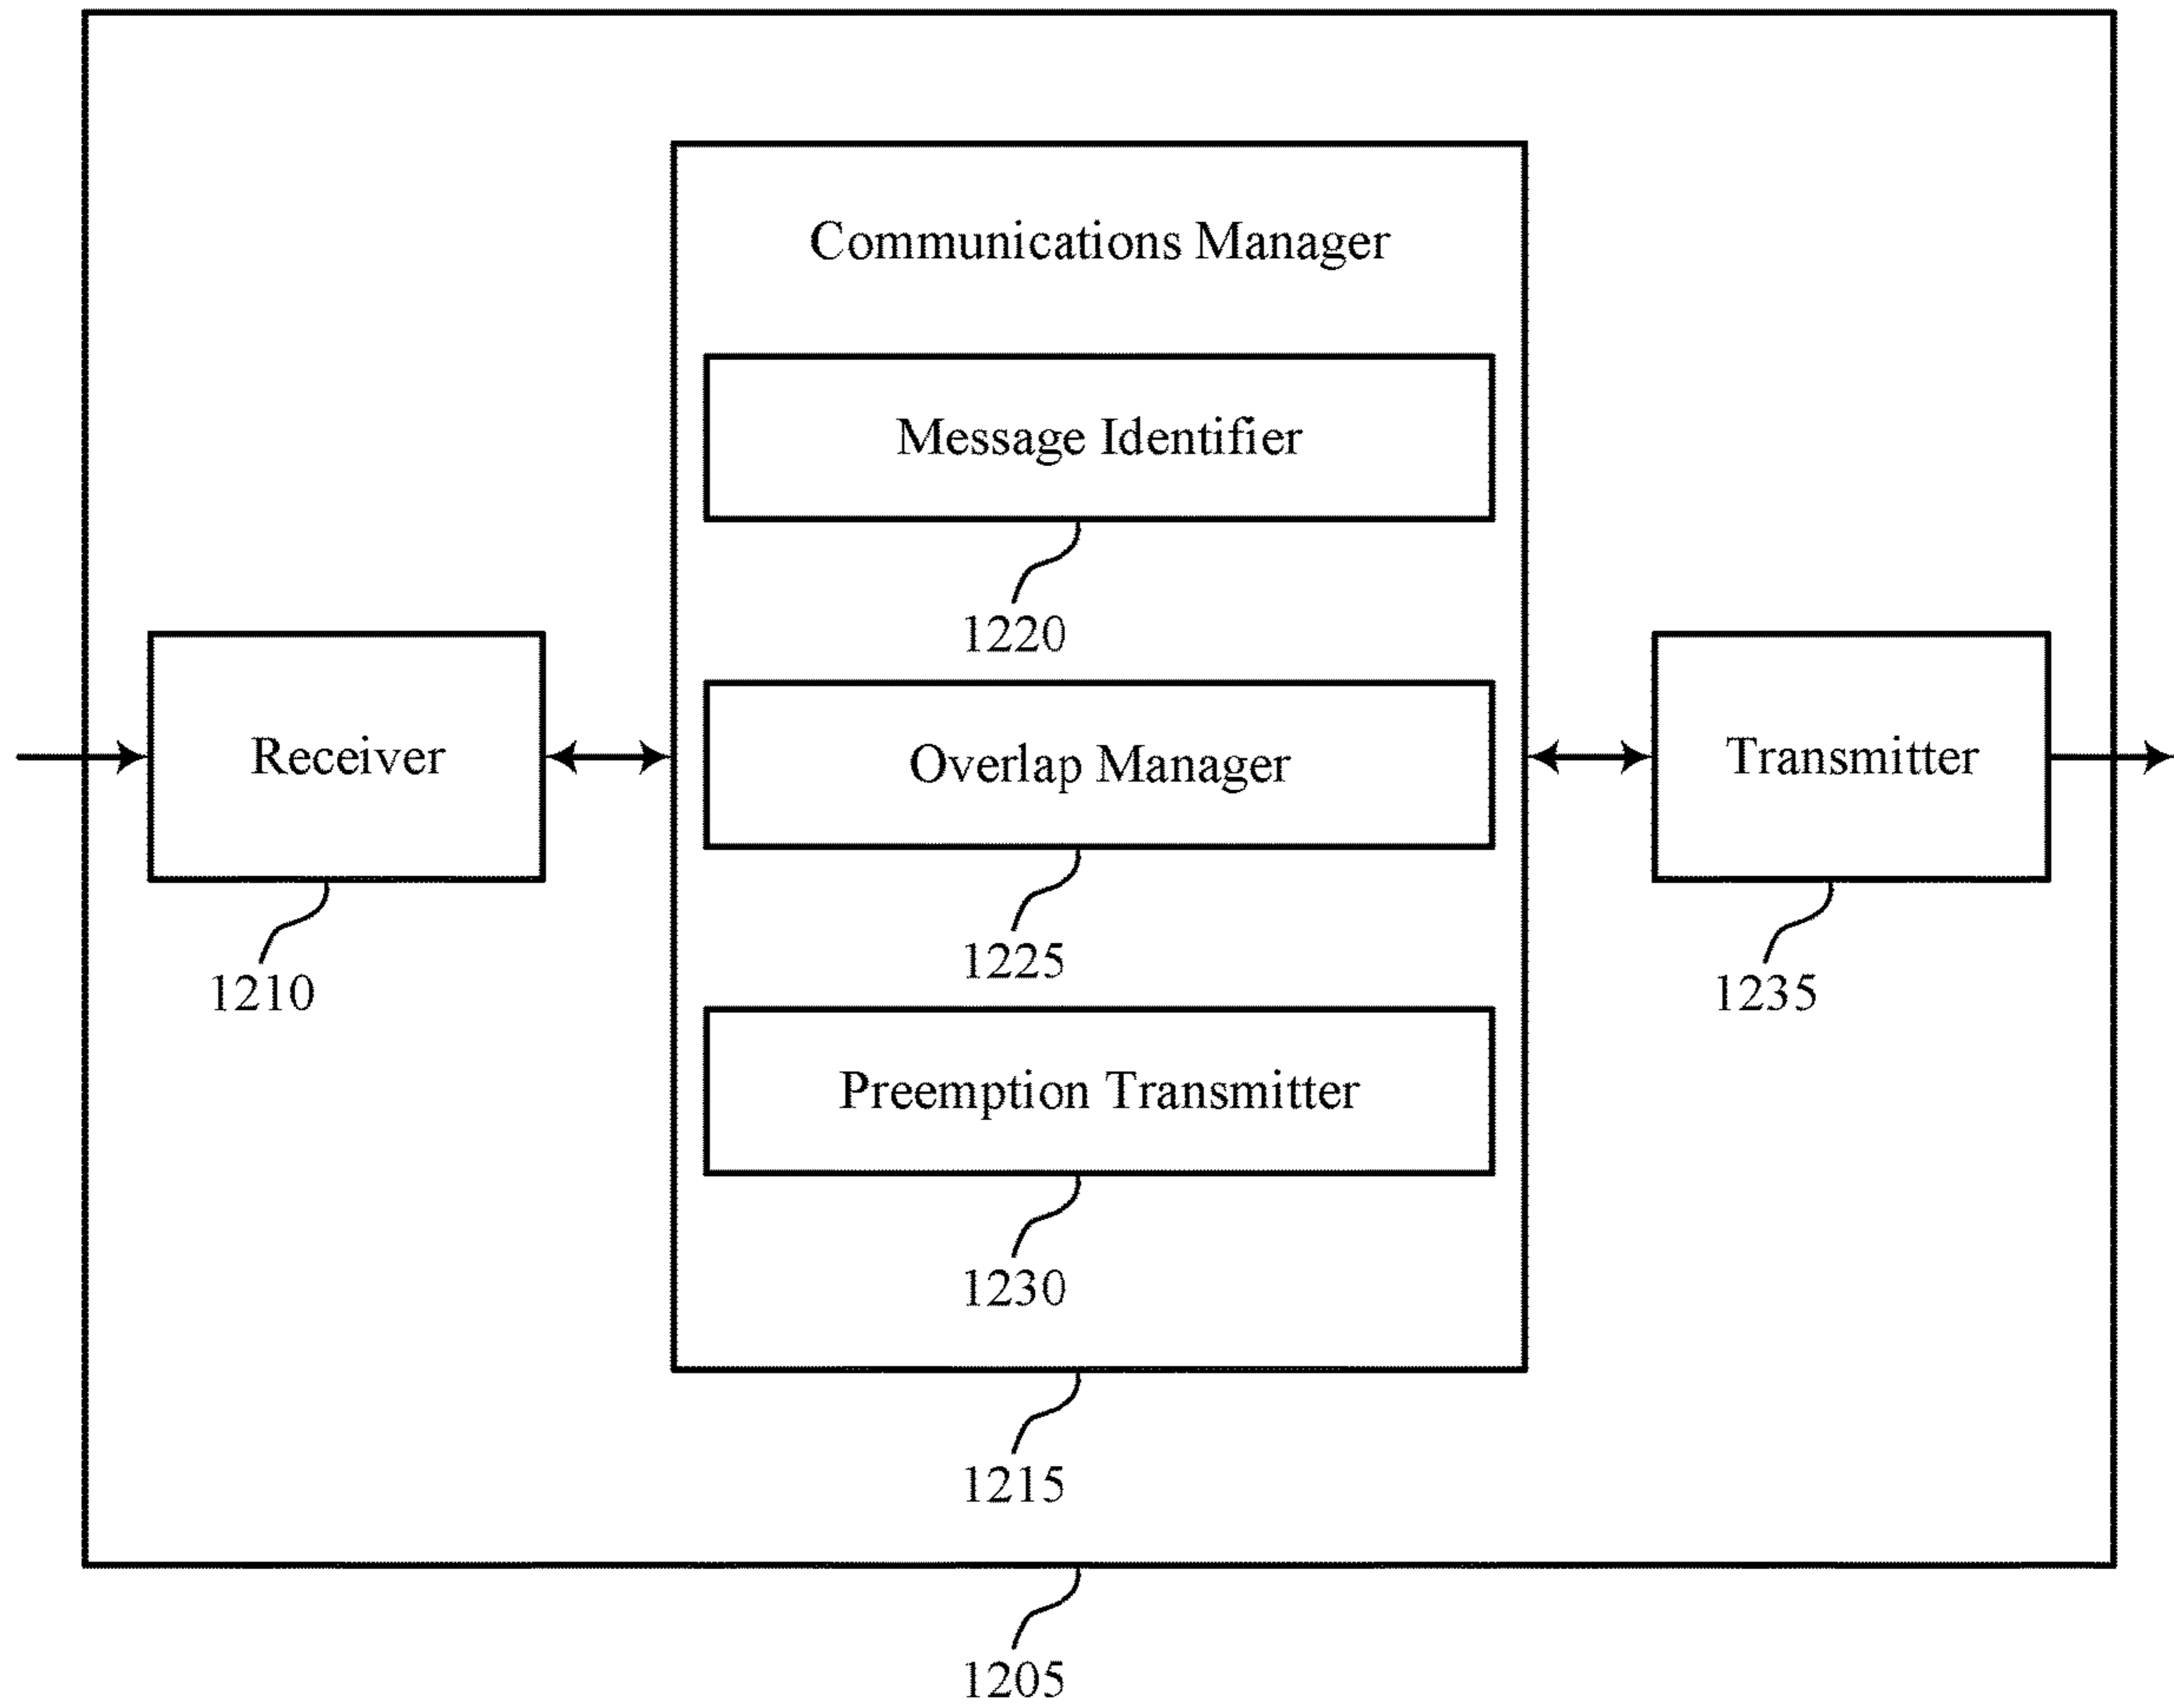 Communications Manager
Message Identifier
1220
Receiver
1210
Overlap Manager
1225
Transmitter
1235
Preemption Transmitter
1230
1215
1205